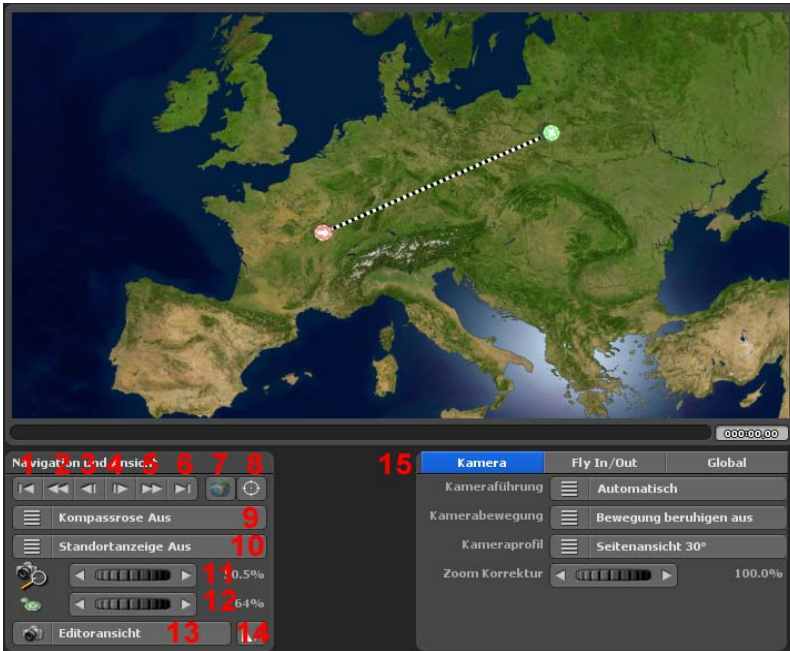 000:00,00
Navigation und Ansicht
1 2 3 4 5 6 7 8
Kompassrose Aus 9
Standortanzeige Aus 10
11 50.5%
12 64%
Editoransicht 13 14
15 Kamera Fly In/Out Global
Kameraführung Automatisch
Kamerabewegung Bewegung beruhigen aus
Kameraprofil Seitenansicht 30°
Zoom Korrektur 100.0%